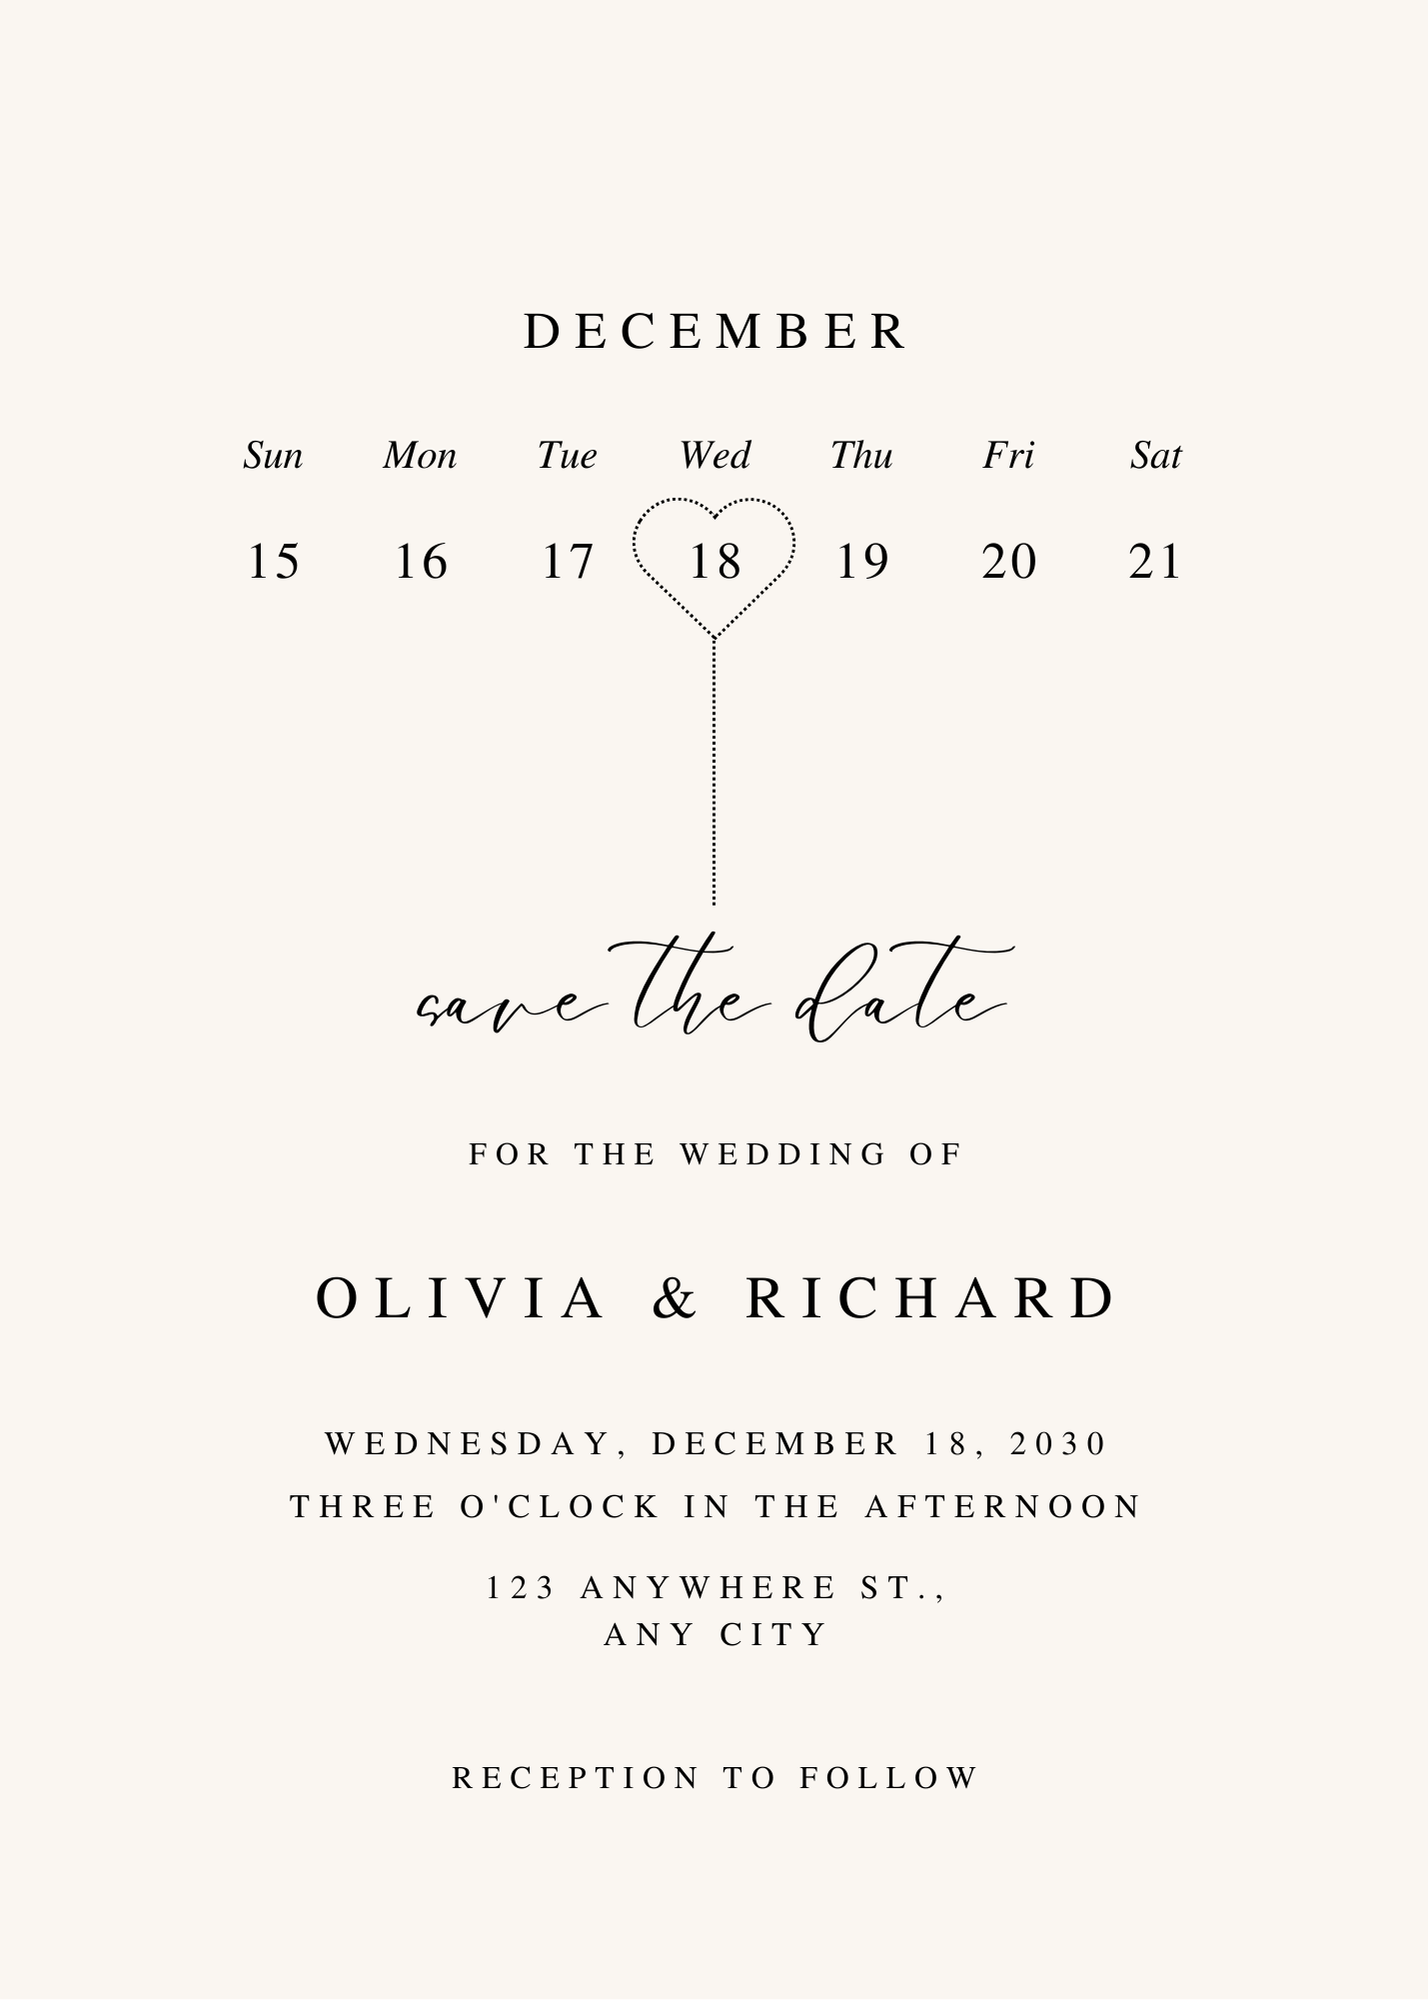 DECEMBER
Sun Mon Tue Wed Thu Fri Sat
15 16 17 18 19 20 21
save the date
FOR THE WEDDING OF
OLIVIA & RICHARD
WEDNESDAY, DECEMBER 18, 2030
THREE O'CLOCK IN THE AFTERNOON
123 ANYWHERE ST.,
ANY CITY
RECEPTION TO FOLLOW